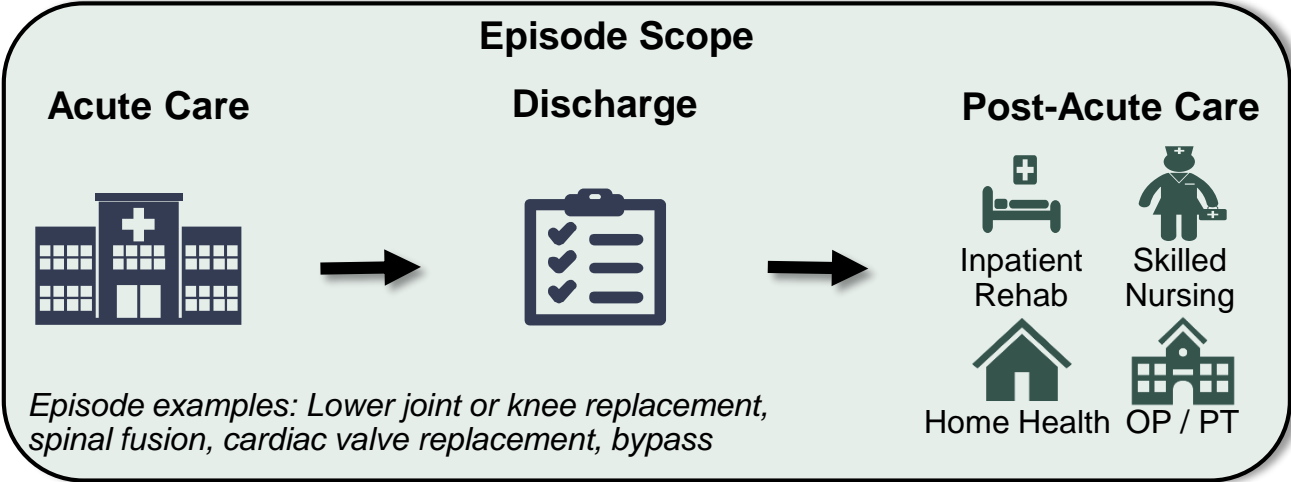 Episode Scope
Acute Care
Discharge
Post-Acute Care
Inpatient
Rehab
Skilled
Nursing
Home Health
OP / PT
Episode examples: Lower joint or knee replacement,
spinal fusion, cardiac valve replacement, bypass